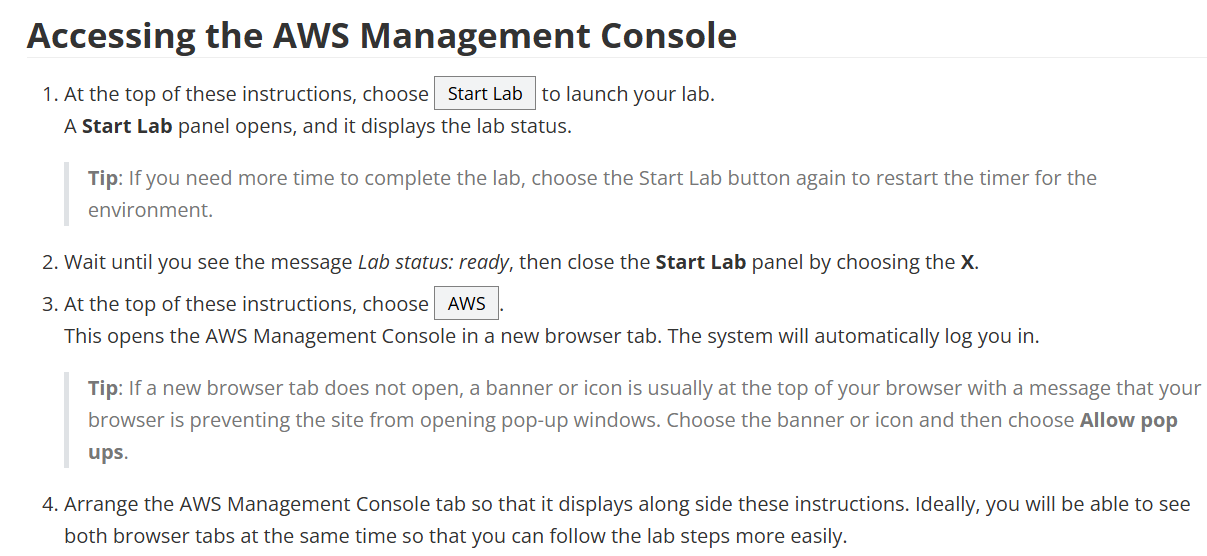 Accessing the AWS Management Console
1. At the top of these instructions, choose Start Lab to launch your lab.
A Start Lab panel opens, and it displays the lab status.
Tip: If you need more time to complete the lab, choose the Start Lab button again to restart the timer for the
environment.
2. Wait until you see the message Lab status: ready, then close the Start Lab panel by choosing the X.
3. At the top of these instructions, choose AWS.
This opens the AWS Management Console in a new browser tab. The system will automatically log you in.
Tip: If a new browser tab does not open, a banner or icon is usually at the top of your browser with a message that your
browser is preventing the site from opening pop-up windows. Choose the banner or icon and then choose Allow pop
ups.
4. Arrange the AWS Management Console tab so that it displays along side these instructions. Ideally, you will be able to see
both browser tabs at the same time so that you can follow the lab steps more easily.